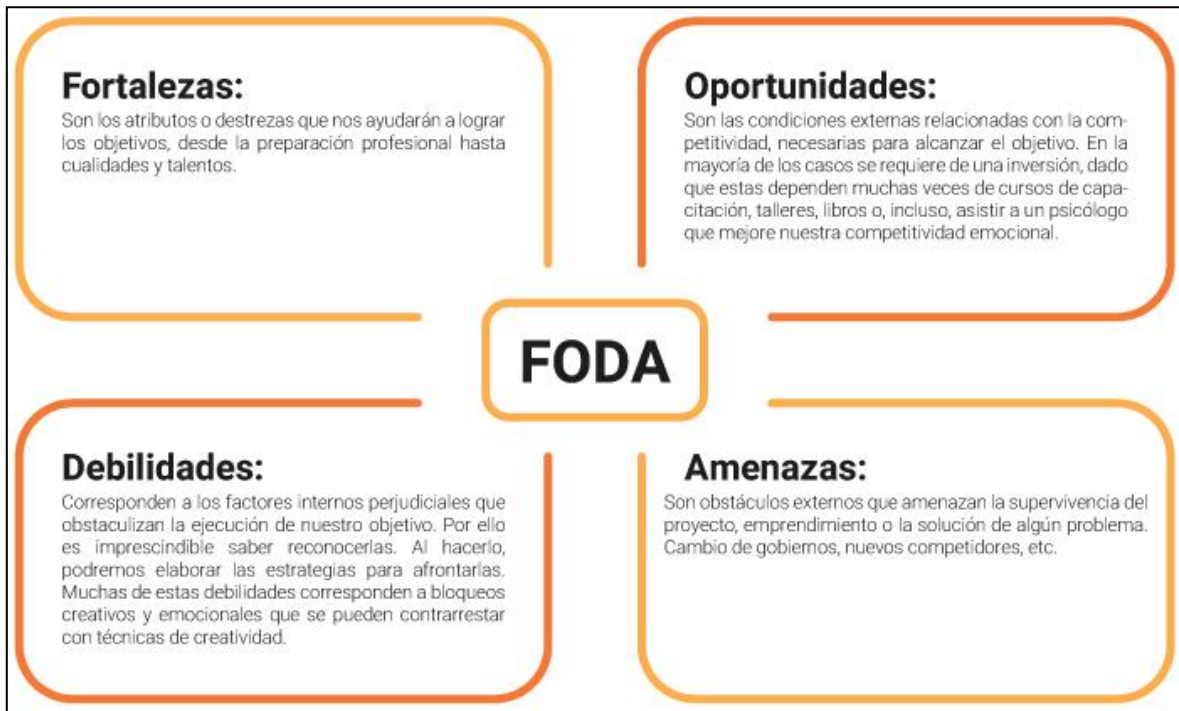 Fortalezas:
Son los atributos o destrezas que nos ayudarán a lograr
los objetivos, desde la preparación profesional hasta
cualidades y talentos.
Oportunidades:
Son las condiciones externas relacionadas con la com-
petitividad, necesarias para alcanzar el objetivo. En la
mayoría de los casos se requiere de una inversión, dado
que estas dependen muchas veces de cursos de capa-
citación, talleres, libros o, incluso, asistir a un psicólogo
que mejore nuestra competitividad emocional.
FODA
Debilidades:
Corresponden a los factores internos perjudiciales que
obstaculizan la ejecución de nuestro objetivo. Por ello
es imprescindible saber reconocerlas. Al hacerlo,
podremos elaborar las estrategias para afrontarlas.
Muchas de estas debilidades corresponden a bloqueos
creativos y emocionales que se pueden contrarrestar
con técnicas de creatividad.
Amenazas:
Son obstáculos externos que amenazan la supervivencia del
proyecto, emprendimiento o la solución de algún problema.
Cambio de gobiernos, nuevos competidores, etc.